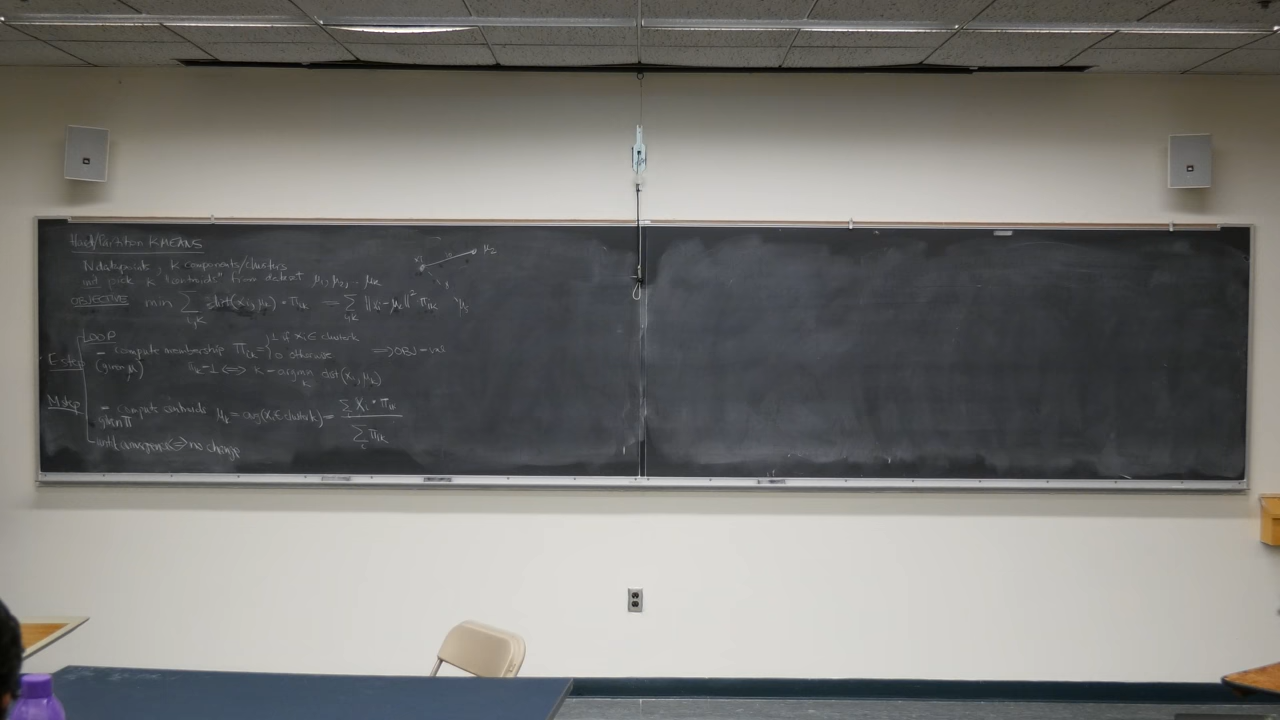 Hard/Partition KMEANS
N datapoints, K components/clusters
init pick K "centroids" from dataset μ₁, μ₂, .. μₖ
x₁ μ₂
OBJECTIVE min ∑ᵢ,ₖ dist(xᵢ, μₖ) · πᵢₖ = ∑ᵢ,ₖ ||xᵢ - μₖ||² πᵢₖ
LOOP
E step - compute membership πᵢₖ = { 1 if xᵢ ∈ cluster k
0 otherwise ⇒ OBJ - val
(given μ) πᵢₖ=1 ⇔ K = argmin dist(xᵢ, μₖ)
k
M step - compute centroids μₖ = avg(xᵢ ∈ cluster k) = ∑ᵢ xᵢ · πᵢₖ / ∑ᵢ πᵢₖ
given π
until convergence ⇔ no change